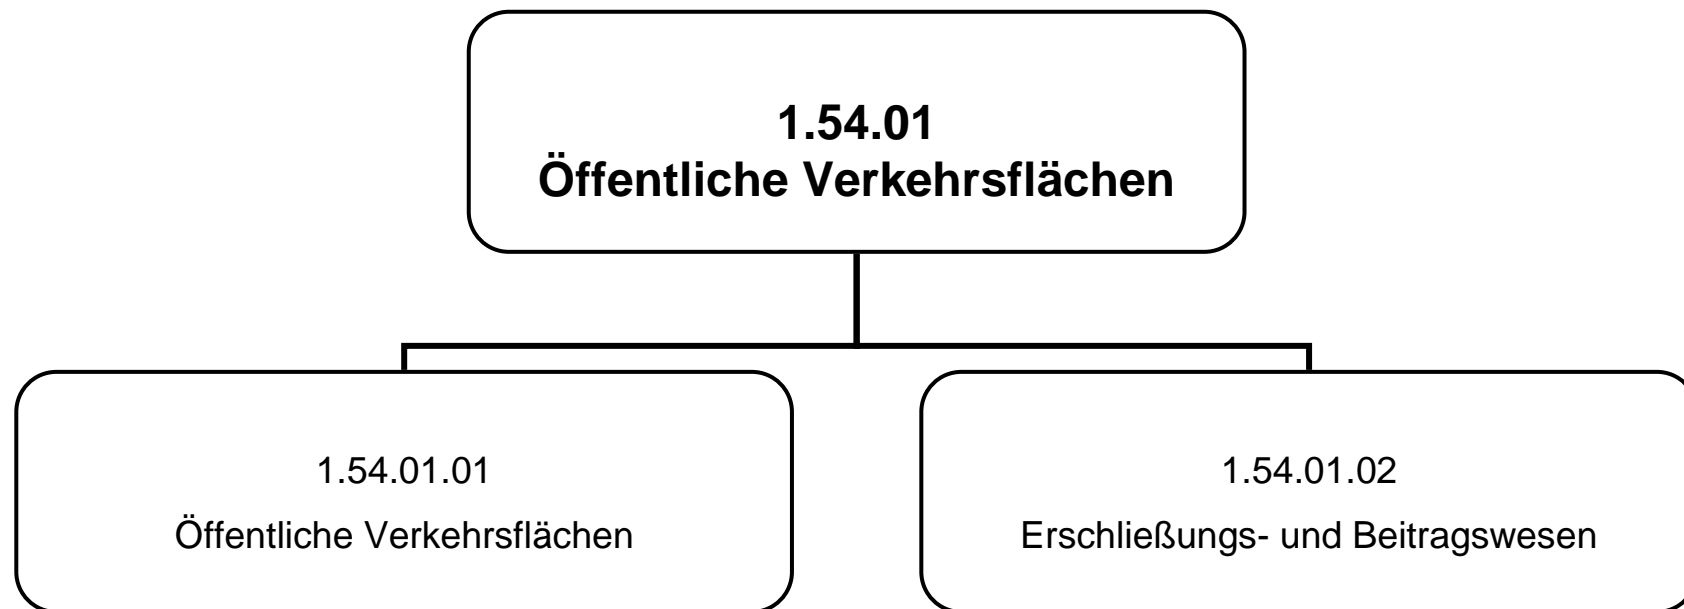 1.54.01
Öffentliche Verkehrsflächen
1.54.01.01
Öffentliche Verkehrsflächen
1.54.01.02
Erschließungs- und Beitragswesen